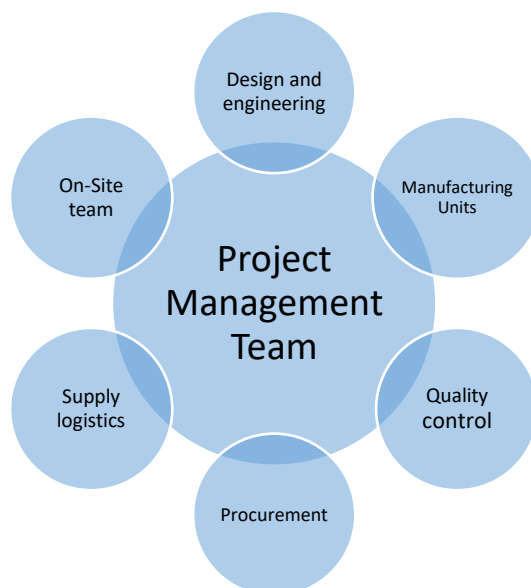 Design and
engineering
On-Site
team
Manufacturing
Units
Project
Management
Team
Supply
logistics
Quality
control
Procurement